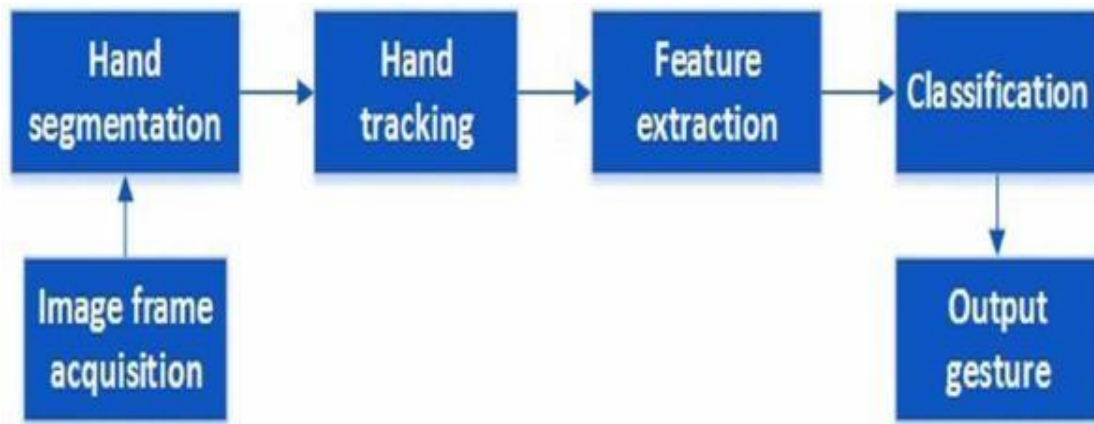 Hand
segmentation
Hand
tracking
Feature
extraction
Classification
Image frame
acquisition
Output
gesture